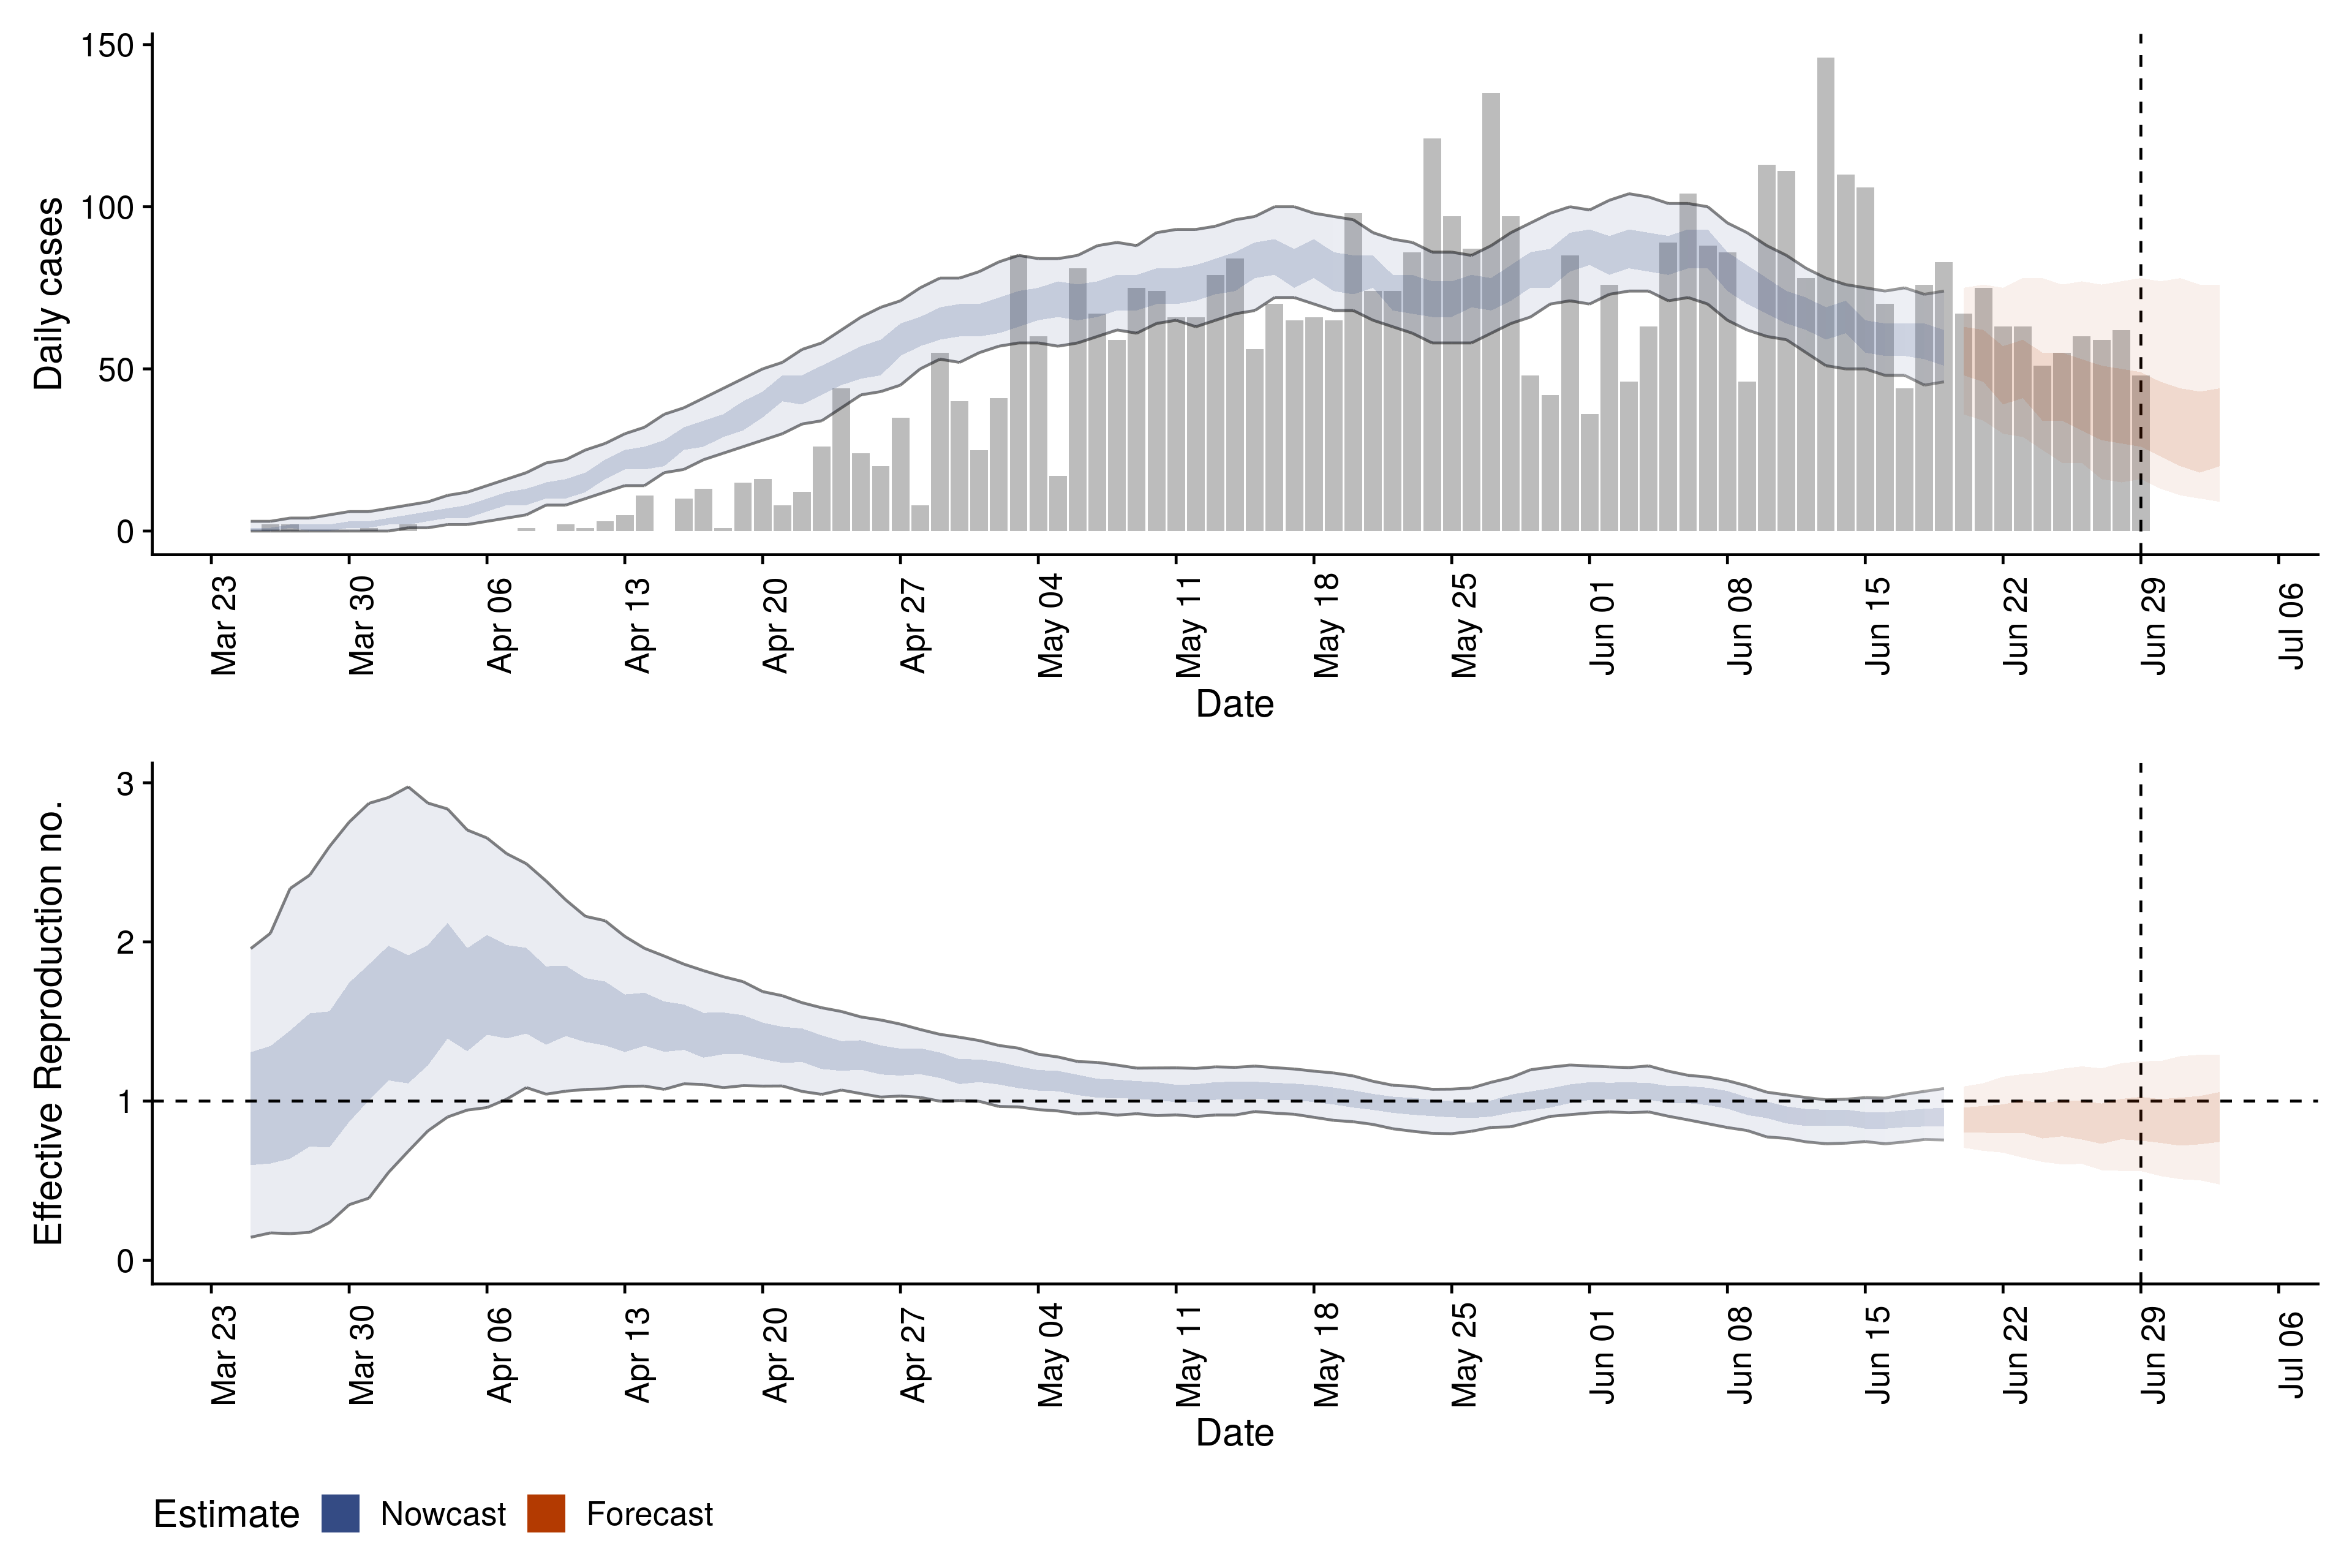 150
100
50
0
Daily cases
Mar 23
Mar 30
Apr 06
Apr 13
Apr 20
Apr 27
May 04
May 11
May 18
May 25
Jun 01
Jun 08
Jun 15
Jun 22
Jun 29
Jul 06
Date
3
2
1
0
Effective Reproduction no.
Mar 23
Mar 30
Apr 06
Apr 13
Apr 20
Apr 27
May 04
May 11
May 18
May 25
Jun 01
Jun 08
Jun 15
Jun 22
Jun 29
Jul 06
Date
Estimate Nowcast Forecast